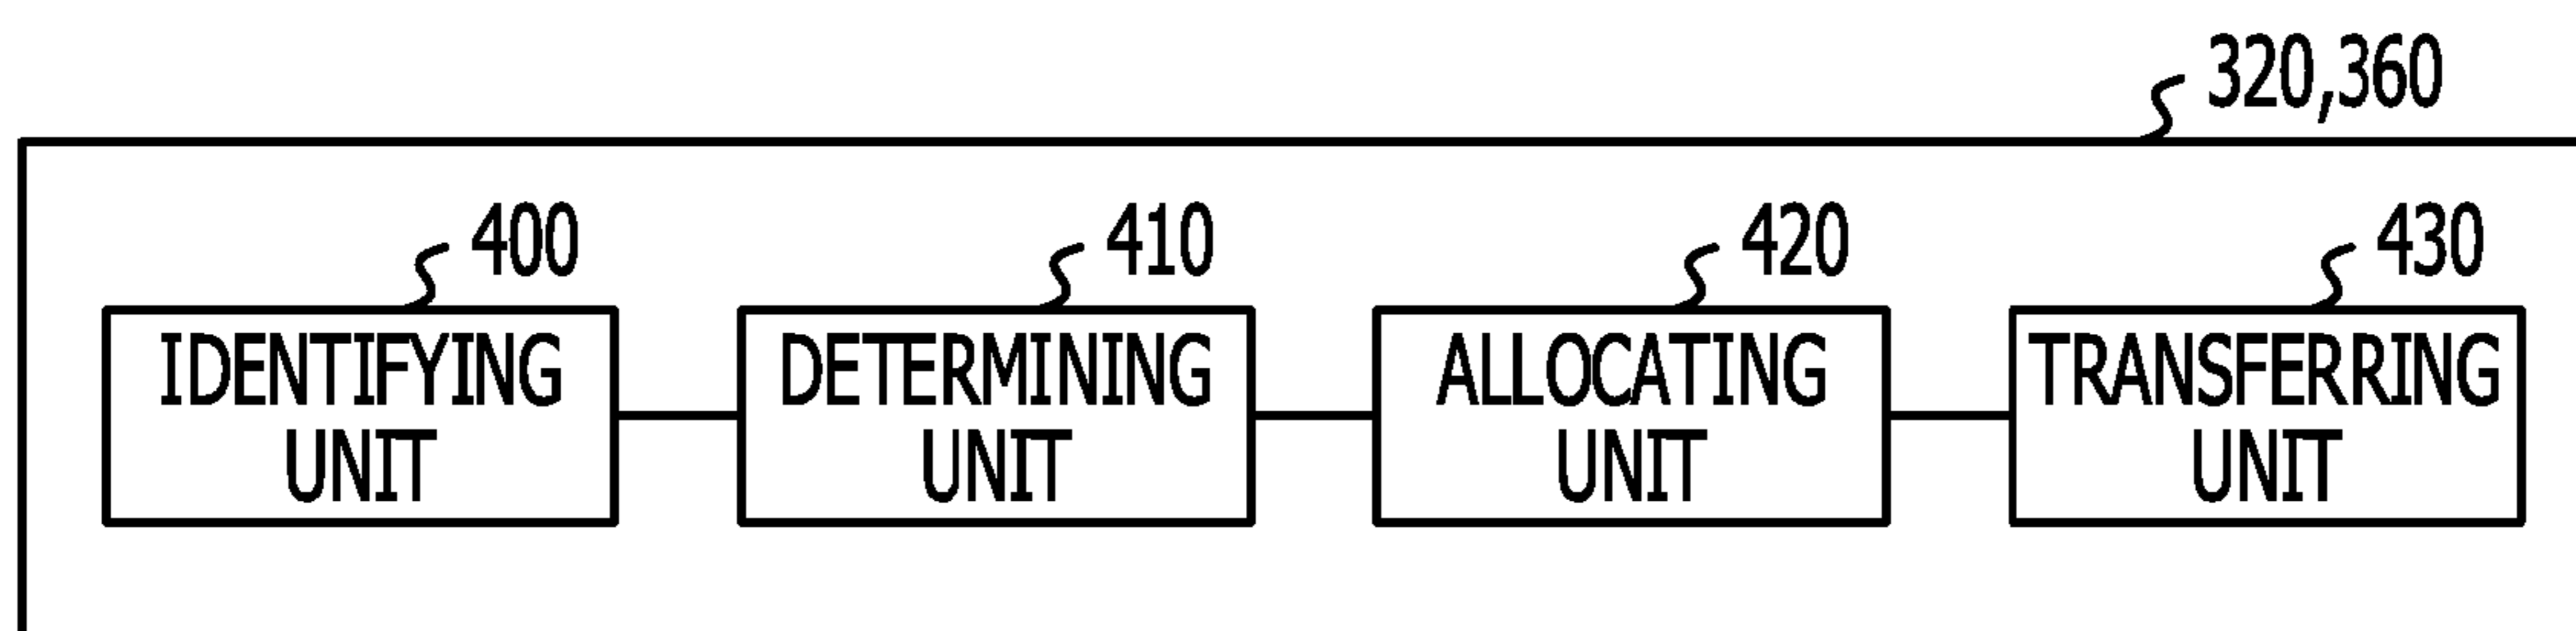 320,360
400
410
420
430
IDENTIFYING
UNIT
DETERMINING
UNIT
ALLOCATING
UNIT
TRANSFERRING
UNIT